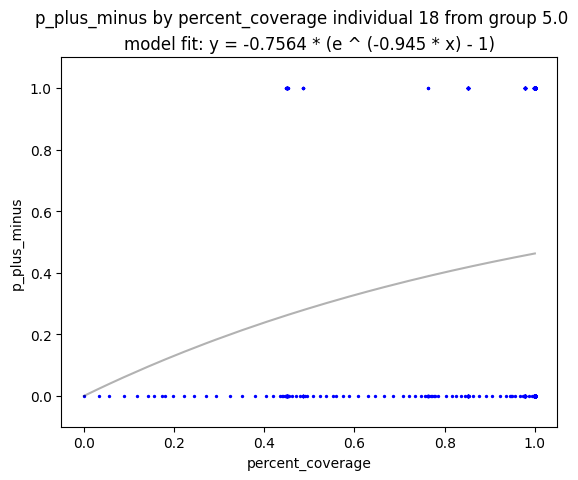 p_plus_minus by percent_coverage individual 18 from group 5.0
model fit: y = -0.7564 * (e ^ (-0.945 * x) - 1)
1.0
0.8
0.6
0.4
0.2
0.0
p_plus_minus
0.0 0.2 0.4 0.6 0.8 1.0
percent_coverage